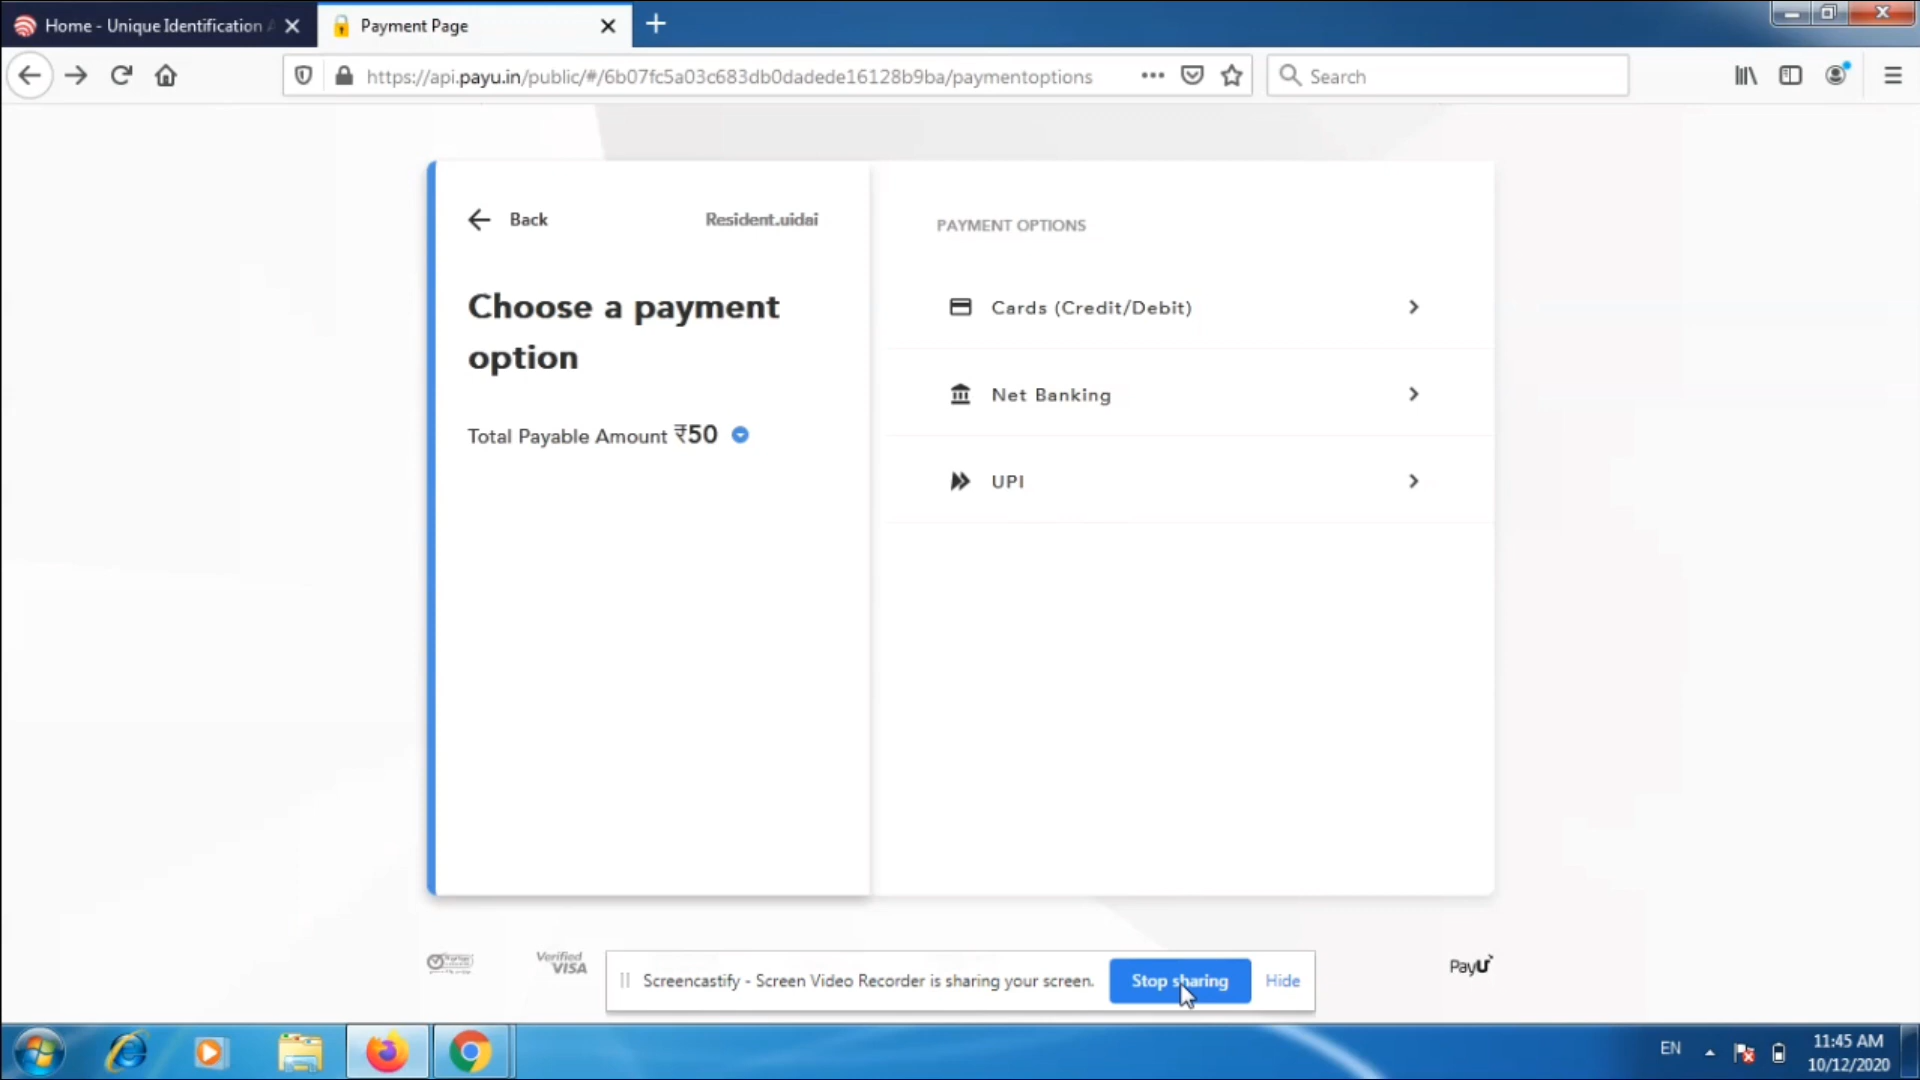 Home - Unique Identification A
Payment Page
https://api.payu.in/public/#/6b07fc5a03c683db0dadede16128b9ba/paymentoptions
Search
Back
Resident.uidai
PAYMENT OPTIONS
Choose a payment
option
Total Payable Amount ₹50
Cards (Credit/Debit)
Net Banking
UPI
Verified
VISA
Screencastify - Screen Video Recorder is sharing your screen.
Stop sharing
Hide
PayU
EN
11:45 AM
10/12/2020